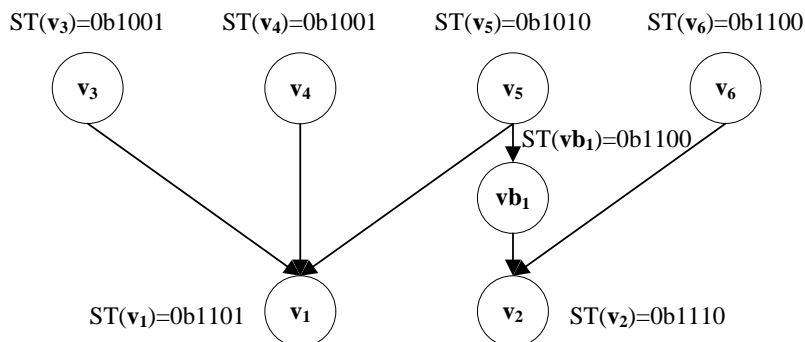 ST(v₃)=0b1001 ST(v₄)=0b1001 ST(v₅)=0b1010 ST(v₆)=0b1100
v₃ v₄ v₅ v₆
ST(vb₁)=0b1100
vb₁
ST(v₁)=0b1101 v₁ v₂ ST(v₂)=0b1110